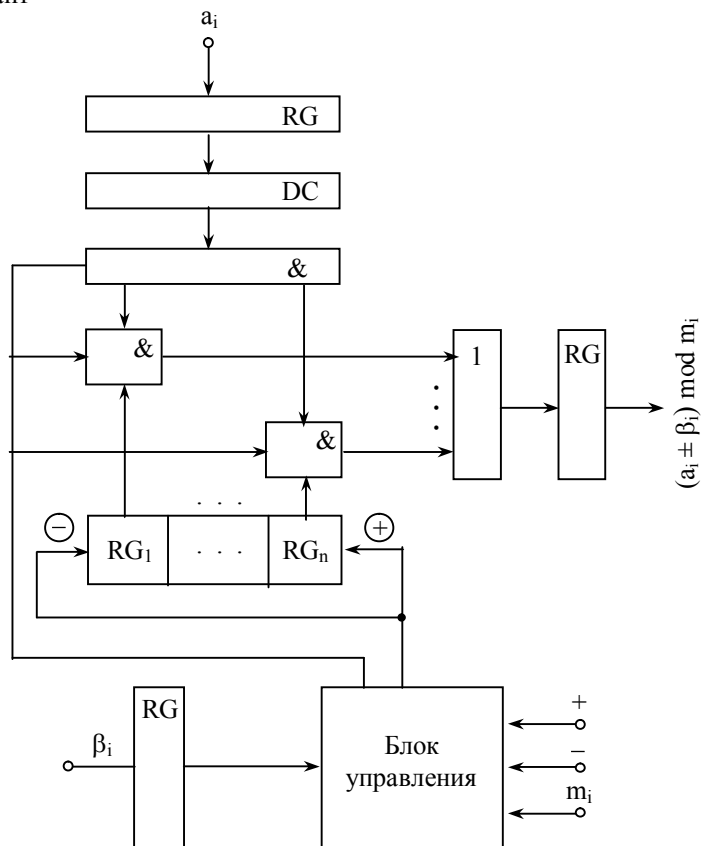 aᵢ
RG
DC
&
&
1
RG
&
(aᵢ ± βᵢ) mod mᵢ
. . .
− +
RG₁ . . . RGₙ
RG
βᵢ
Блок
управления
+
−
mᵢ